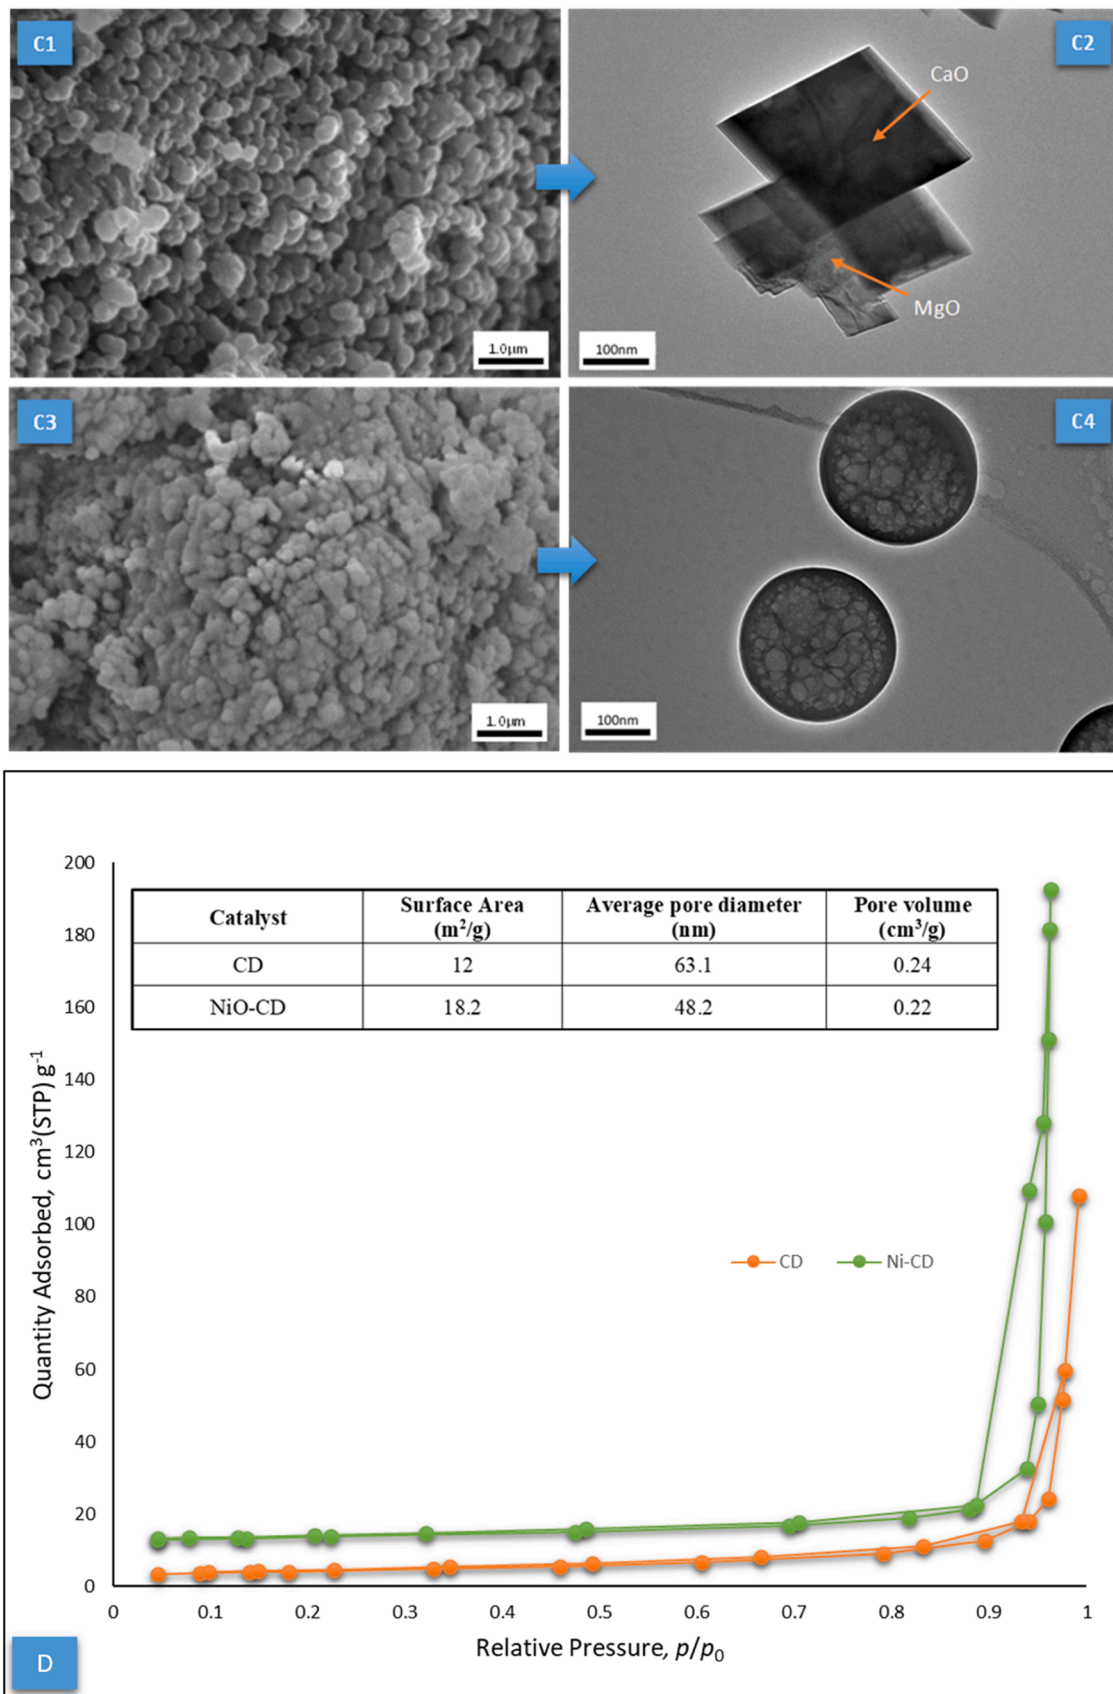 C1
C2
CaO
MgO
1.0μm
100nm
C3
C4
1.0μm
100nm
200
180
160
140
120
100
80
60
40
20
0
Quantity Adsorbed, cm³(STP) g⁻¹
Catalyst
Surface Area (m²/g)
Average pore diameter (nm)
Pore volume (cm³/g)
CD 12 63.1 0.24
NiO-CD 18.2 48.2 0.22
CD Ni-CD
0 0.1 0.2 0.3 0.4 0.5 0.6 0.7 0.8 0.9 1
Relative Pressure, p/p₀
D